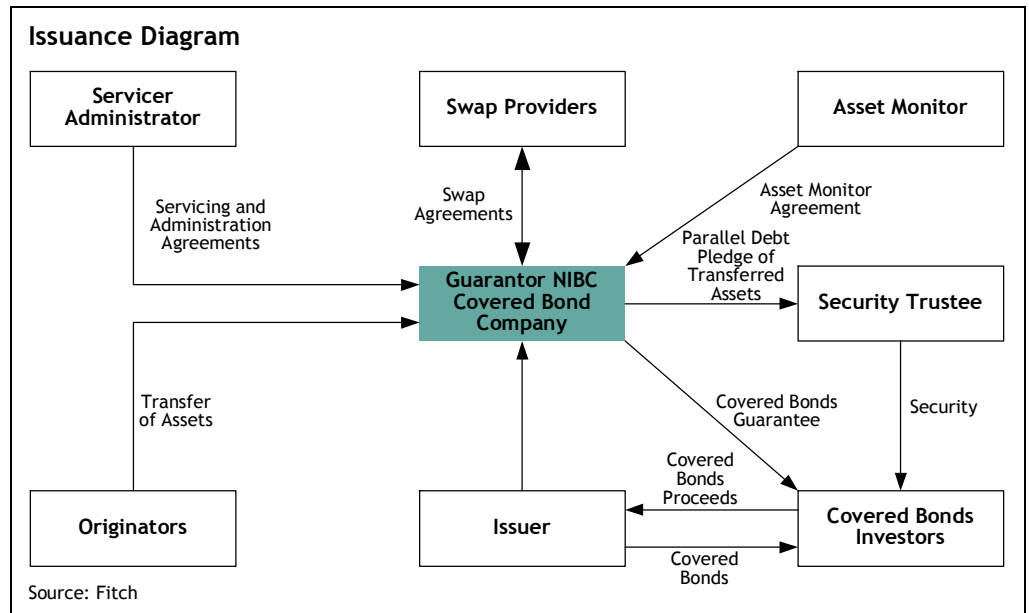 Issuance Diagram
Servicer
Administrator
Swap Providers
Asset Monitor
Servicing and
Administration
Agreements
Swap
Agreements
Asset Monitor
Agreement
Parallel Debt
Pledge of
Transferred
Assets
Guarantor NIBC
Covered Bond
Company
Security Trustee
Transfer
of Assets
Covered Bonds
Guarantee
Security
Covered
Bonds
Proceeds
Originators
Issuer
Covered Bonds
Investors
Covered
Bonds
Source: Fitch